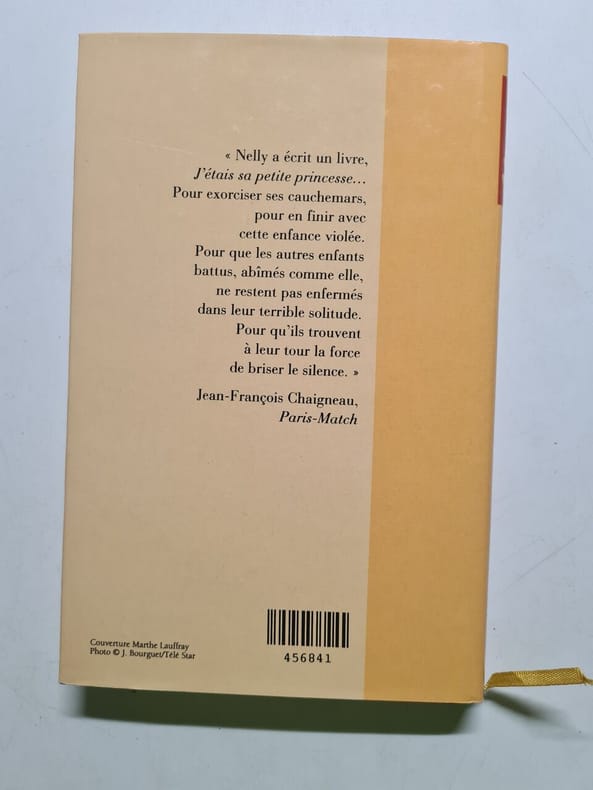 « Nelly a écrit un livre,
J'étais sa petite princesse...
Pour exorciser ses cauchemars,
pour en finir avec
cette enfance violée.
Pour que les autres enfants
battus, abîmés comme elle,
ne restent pas enfermés
dans leur terrible solitude.
Pour qu'ils trouvent
à leur tour la force
de briser le silence. »
Jean-François Chaigneau,
Paris-Match
Couverture Marthe Lauffray
Photo © J. Bourguet/Télé Star
456841